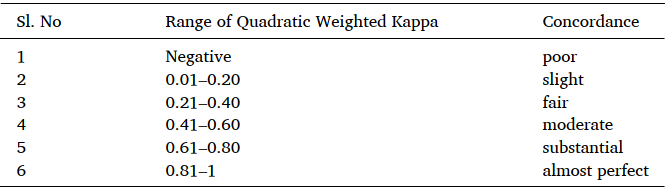 Sl. No Range of Quadratic Weighted Kappa Concordance
1 Negative poor
2 0.01–0.20 slight
3 0.21–0.40 fair
4 0.41–0.60 moderate
5 0.61–0.80 substantial
6 0.81–1 almost perfect